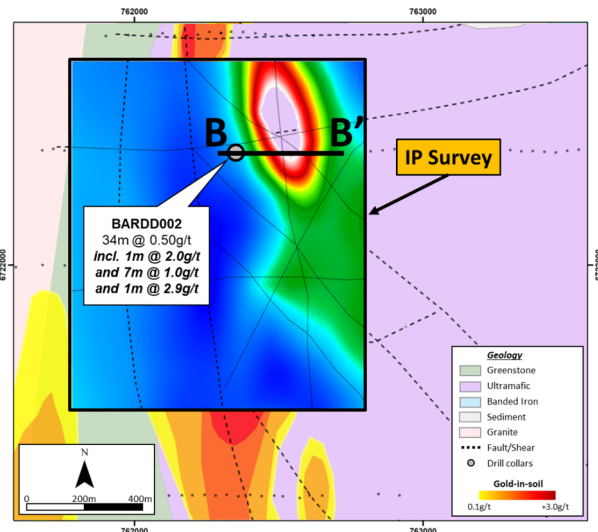 762000
763000
B
B’
IP Survey
BARDD002
34m @ 0.50g/t
incl. 1m @ 2.0g/t
and 7m @ 1.0g/t
and 1m @ 2.9g/t
6722000
Geology
Greenstone
Ultramafic
Banded Iron
Sediment
Granite
Fault/Shear
Drill collars
Gold-in-soil
0.1g/t
+3.0g/t
N
0
200m
400m
762000
763000